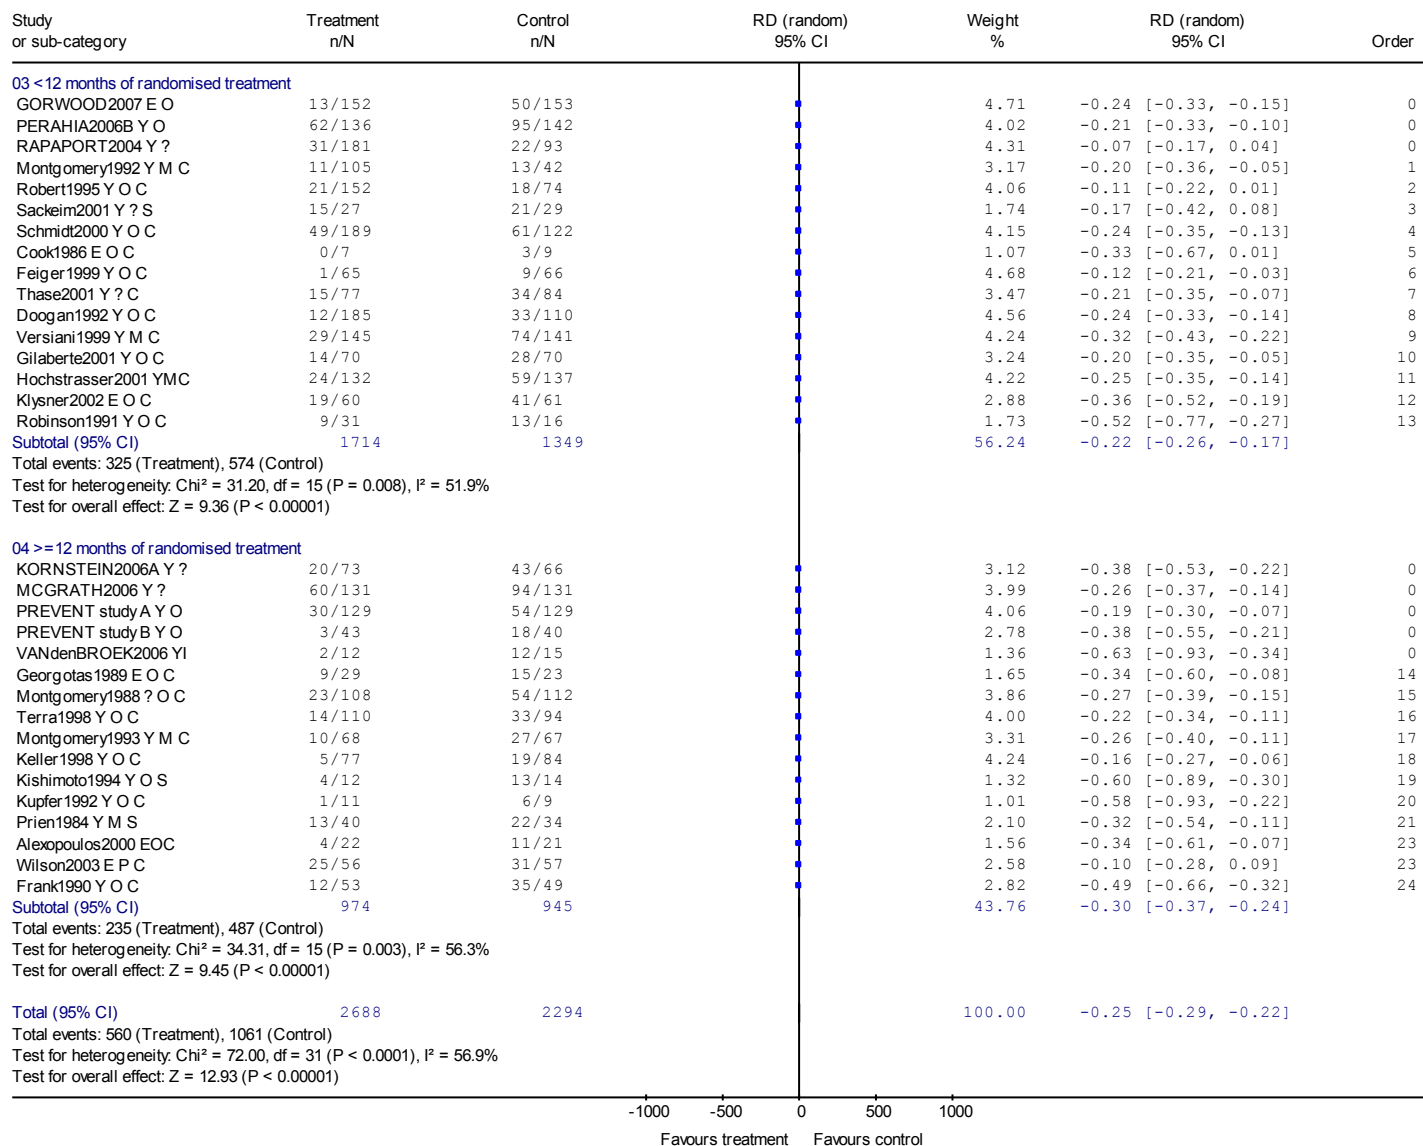 Study Treatment Control RD (random) Weight RD (random)
or sub-category n/N n/N 95% CI % 95% CI Order
03 <12 months of randomised treatment
GORWOOD2007 E O 13/152 50/153 4.71 -0.24 [-0.33, -0.15] 0
PERAHIA2006B Y O 62/136 95/142 4.02 -0.21 [-0.33, -0.10] 0
RAPAPORT2004 Y ? 31/181 22/93 4.31 -0.07 [-0.17, 0.04] 0
Montgomery1992 Y M C 11/105 13/42 3.17 -0.20 [-0.36, -0.05] 1
Robert1995 Y O C 21/152 18/74 4.06 -0.11 [-0.22, 0.01] 2
Sackeim2001 Y ? S 15/27 21/29 1.74 -0.17 [-0.42, 0.08] 3
Schmidt2000 Y O C 49/189 61/122 4.15 -0.24 [-0.35, -0.13] 4
Cook1986 E O C 0/7 3/9 1.07 -0.33 [-0.67, 0.01] 5
Feiger1999 Y O C 1/65 9/66 4.68 -0.12 [-0.21, -0.03] 6
Thase2001 Y ? C 15/77 34/84 3.47 -0.21 [-0.35, -0.07] 7
Doogan1992 Y O C 12/185 33/110 4.56 -0.24 [-0.33, -0.14] 8
Versiani1999 Y M C 29/145 74/141 4.24 -0.32 [-0.43, -0.22] 9
Gilaberte2001 Y O C 14/70 28/70 3.24 -0.20 [-0.35, -0.05] 10
Hochstrasser2001 YMC 24/132 59/137 4.22 -0.25 [-0.35, -0.14] 11
Klysner2002 E O C 19/60 41/61 2.88 -0.36 [-0.52, -0.19] 12
Robinson1991 Y O C 9/31 13/16 1.73 -0.52 [-0.77, -0.27] 13
Subtotal (95% CI) 1714 1349 56.24 -0.22 [-0.26, -0.17]
Total events: 325 (Treatment), 574 (Control)
Test for heterogeneity: Chi² = 31.20, df = 15 (P = 0.008), I² = 51.9%
Test for overall effect: Z = 9.36 (P < 0.00001)
04 >=12 months of randomised treatment
KORNSTEIN2006A Y ? 20/73 43/66 3.12 -0.38 [-0.53, -0.22] 0
MCGRATH2006 Y ? 60/131 94/131 3.99 -0.26 [-0.37, -0.14] 0
PREVENT study A Y O 30/129 54/129 4.06 -0.19 [-0.30, -0.07] 0
PREVENT study B Y O 3/43 18/40 2.78 -0.38 [-0.55, -0.21] 0
VANdenBROEK2006 YI 2/12 12/15 1.36 -0.63 [-0.93, -0.34] 0
Georgotas1989 E O C 9/29 15/23 1.65 -0.34 [-0.60, -0.08] 14
Montgomery1988 ? O C 23/108 54/112 3.86 -0.27 [-0.39, -0.15] 15
Terra1998 Y O C 14/110 33/94 4.00 -0.22 [-0.34, -0.11] 16
Montgomery1993 Y M C 10/68 27/67 3.31 -0.26 [-0.40, -0.11] 17
Keller1998 Y O C 5/77 19/84 4.24 -0.16 [-0.27, -0.06] 18
Kishimoto1994 Y O S 4/12 13/14 1.32 -0.60 [-0.89, -0.30] 19
Kupfer1992 Y O C 1/11 6/9 1.01 -0.58 [-0.93, -0.22] 20
Prien1984 Y M S 13/40 22/34 2.10 -0.32 [-0.54, -0.11] 21
Alexopoulos2000 EOC 4/22 11/21 1.56 -0.34 [-0.61, -0.07] 23
Wilson2003 E P C 25/56 31/57 2.58 -0.10 [-0.28, 0.09] 23
Frank1990 Y O C 12/53 35/49 2.82 -0.49 [-0.66, -0.32] 24
Subtotal (95% CI) 974 945 43.76 -0.30 [-0.37, -0.24]
Total events: 235 (Treatment), 487 (Control)
Test for heterogeneity: Chi² = 34.31, df = 15 (P = 0.003), I² = 56.3%
Test for overall effect: Z = 9.45 (P < 0.00001)
Total (95% CI) 2688 2294 100.00 -0.25 [-0.29, -0.22]
Total events: 560 (Treatment), 1061 (Control)
Test for heterogeneity: Chi² = 72.00, df = 31 (P < 0.0001), I² = 56.9%
Test for overall effect: Z = 12.93 (P < 0.00001)
-1000 -500 0 500 1000
Favours treatment Favours control